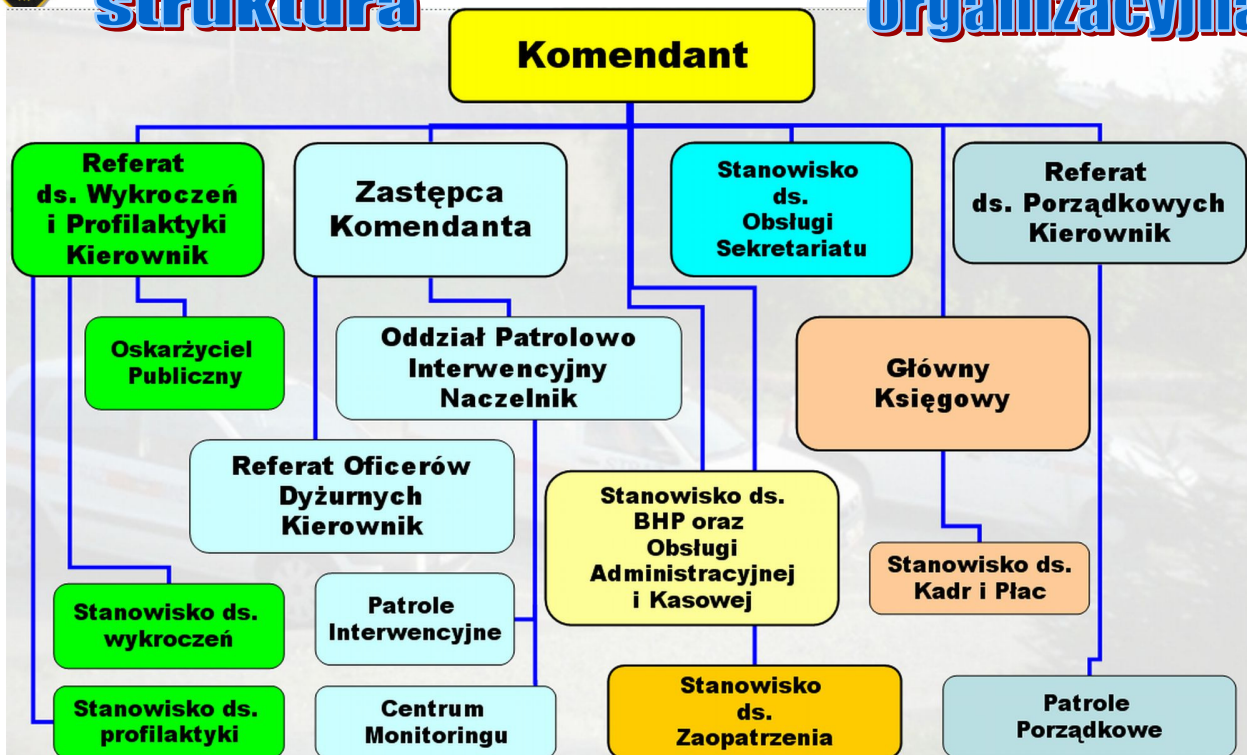 struktura organizacyjna
Komendant
Referat
ds. Wykroczeń
i Profilaktyki
Kierownik
Zastępca
Komendanta
Stanowisko
ds.
Obsługi
Sekretariatu
Referat
ds. Porządkowych
Kierownik
Oskarżyciel
Publiczny
Oddział Patrolowo
Interwencyjny
Naczelnik
Główny
Księgowy
Referat Oficerów
Dyżurnych
Kierownik
Stanowisko ds.
BHP oraz
Obsługi
Administracyjnej
i Kasowej
Stanowisko ds.
Kadr i Płac
Stanowisko ds.
wykroczeń
Patrole
Interwencyjne
Stanowisko ds.
profilaktyki
Centrum
Monitoringu
Stanowisko
ds.
Zaopatrzenia
Patrole
Porządkowe